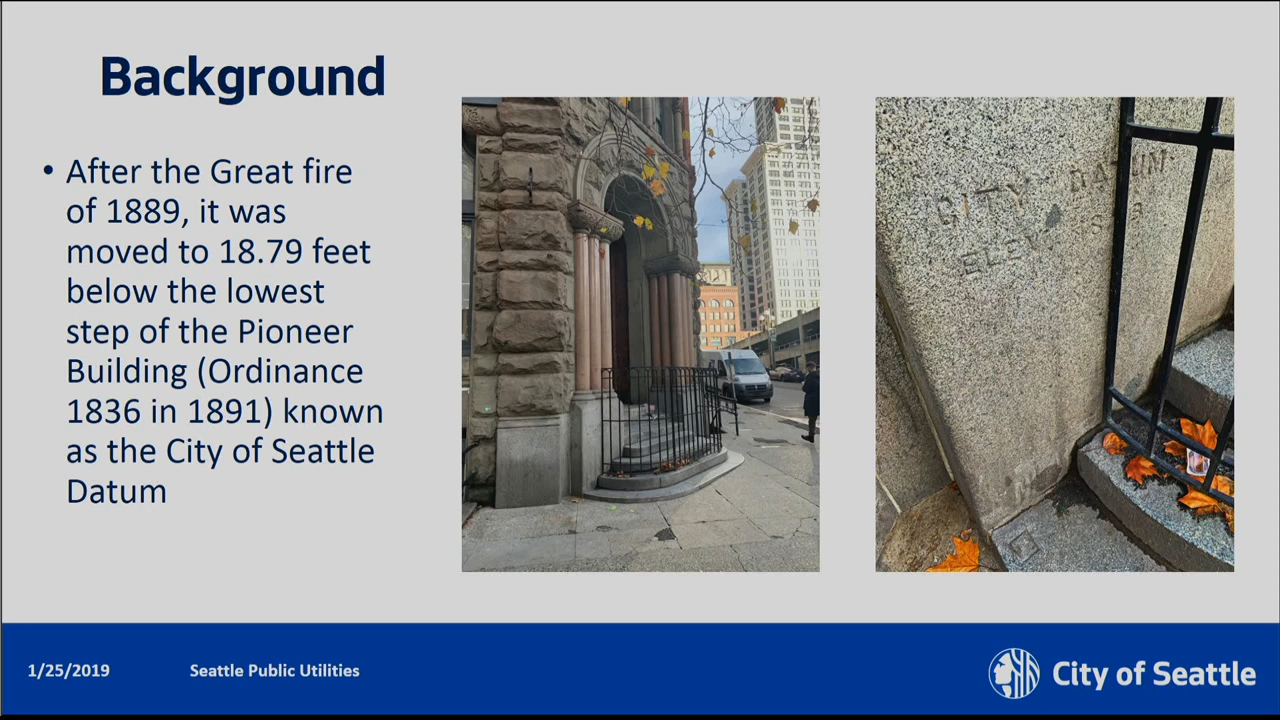 Background
• After the Great fire
of 1889, it was
moved to 18.79 feet
below the lowest
step of the Pioneer
Building (Ordinance
1836 in 1891) known
as the City of Seattle
Datum
CITY DATUM
ELEV
1/25/2019
Seattle Public Utilities
City of Seattle